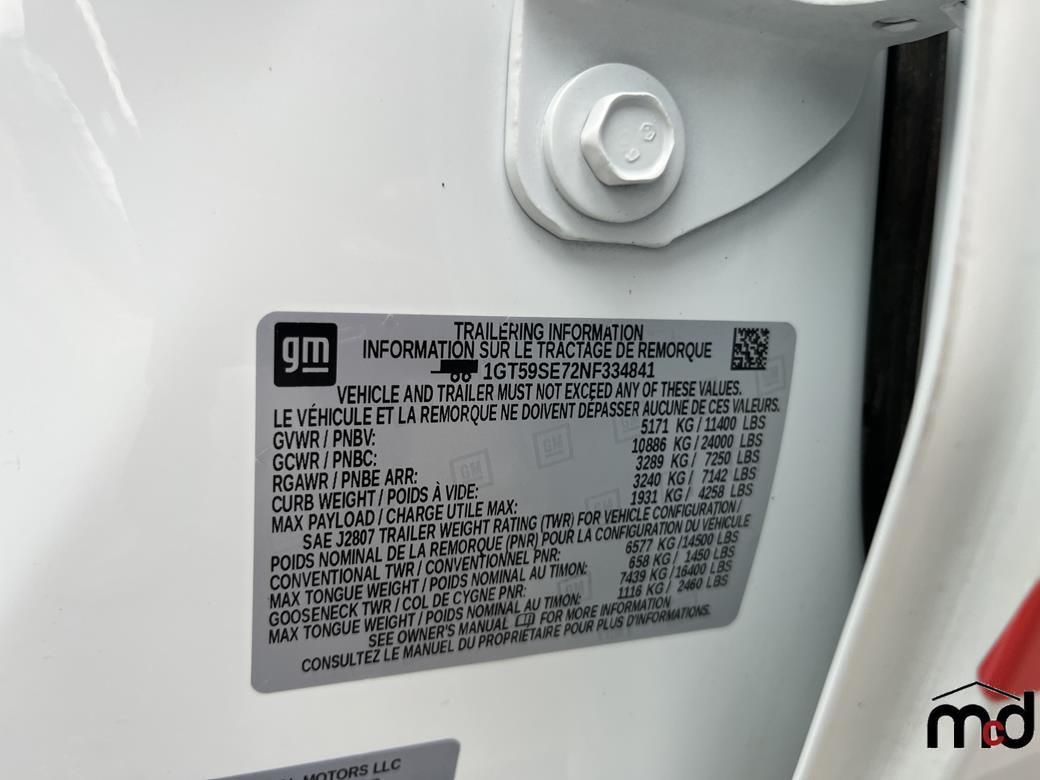 gm
TRAILERING INFORMATION
INFORMATION SUR LE TRACTAGE DE REMORQUE
1GT59SE72NF334841
VEHICLE AND TRAILER MUST NOT EXCEED ANY OF THESE VALUES.
LE VÉHICULE ET LA REMORQUE NE DOIVENT DÉPASSER AUCUNE DE CES VALEURS.
GVWR / PNBV: 5171 KG / 11400 LBS
GCWR / PNBC: 10886 KG / 24000 LBS
RGAWR / PNBE ARR: 3289 KG / 7250 LBS
CURB WEIGHT / POIDS À VIDE: 3240 KG / 7142 LBS
MAX PAYLOAD / CHARGE UTILE MAX: 1931 KG / 4258 LBS
SAE J2807 TRAILER WEIGHT RATING (TWR) FOR VEHICLE CONFIGURATION /
POIDS NOMINAL DE LA REMORQUE (PNR) POUR LA CONFIGURATION DU VÉHICULE
CONVENTIONAL TWR / CONVENTIONNEL PNR: 6577 KG /14500 LBS
MAX TONGUE WEIGHT / POIDS NOMINAL AU TIMON: 658 KG / 1450 LBS
GOOSENECK TWR / COL DE CYGNE PNR: 7439 KG /16400 LBS
MAX TONGUE WEIGHT / POIDS NOMINAL AU TIMON: 1116 KG / 2460 LBS
SEE OWNER'S MANUAL FOR MORE INFORMATION
CONSULTEZ LE MANUEL DU PROPRIÉTAIRE POUR PLUS D'INFORMATIONS.
MOTORS LLC
mcd